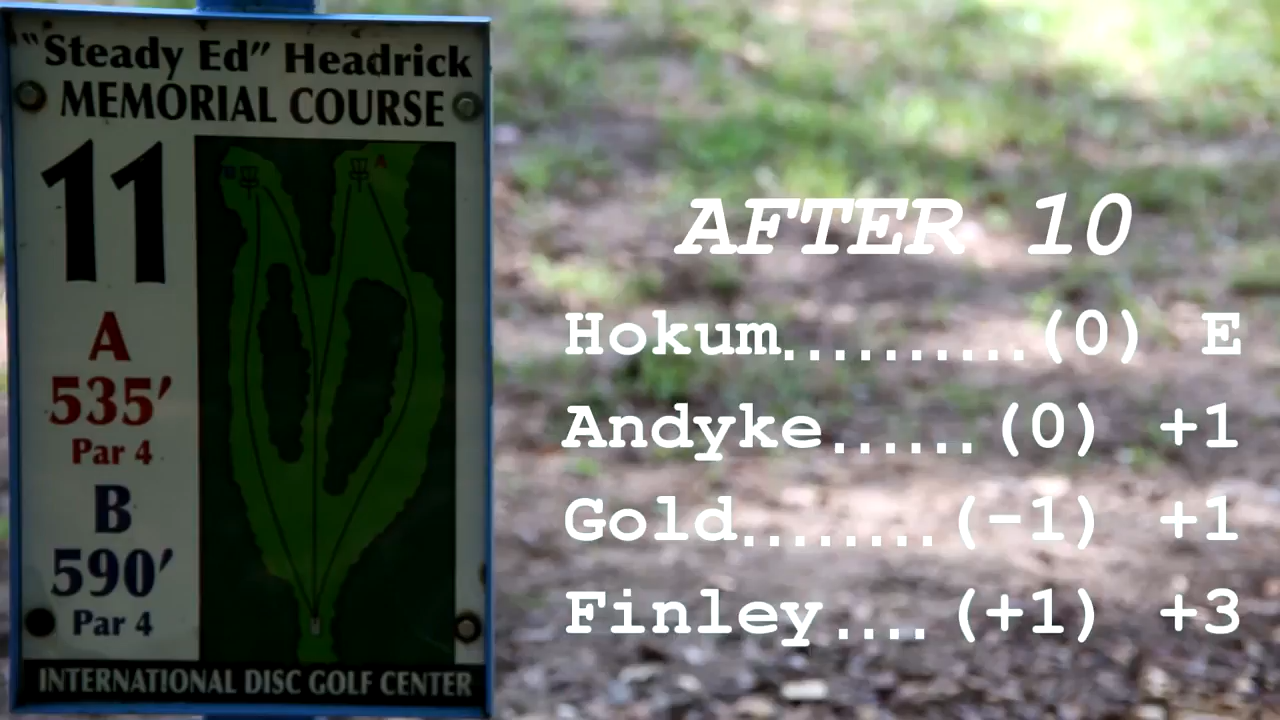 "Steady Ed" Headrick
MEMORIAL COURSE
11
A
535'
Par 4
B
590'
Par 4
INTERNATIONAL DISC GOLF CENTER
AFTER 10
Hokum..........(0) E
Andyke......(0) +1
Gold........(-1) +1
Finley....(+1) +3